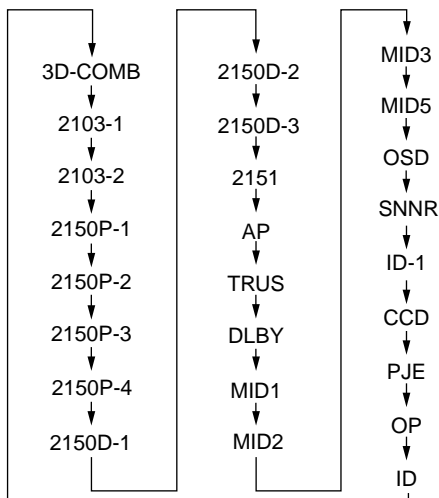 3D-COMB
2103-1
2103-2
2150P-1
2150P-2
2150P-3
2150P-4
2150D-1
2150D-2
2150D-3
2151
AP
TRUS
DLBY
MID1
MID2
MID3
MID5
OSD
SNNR
ID-1
CCD
PJE
OP
ID